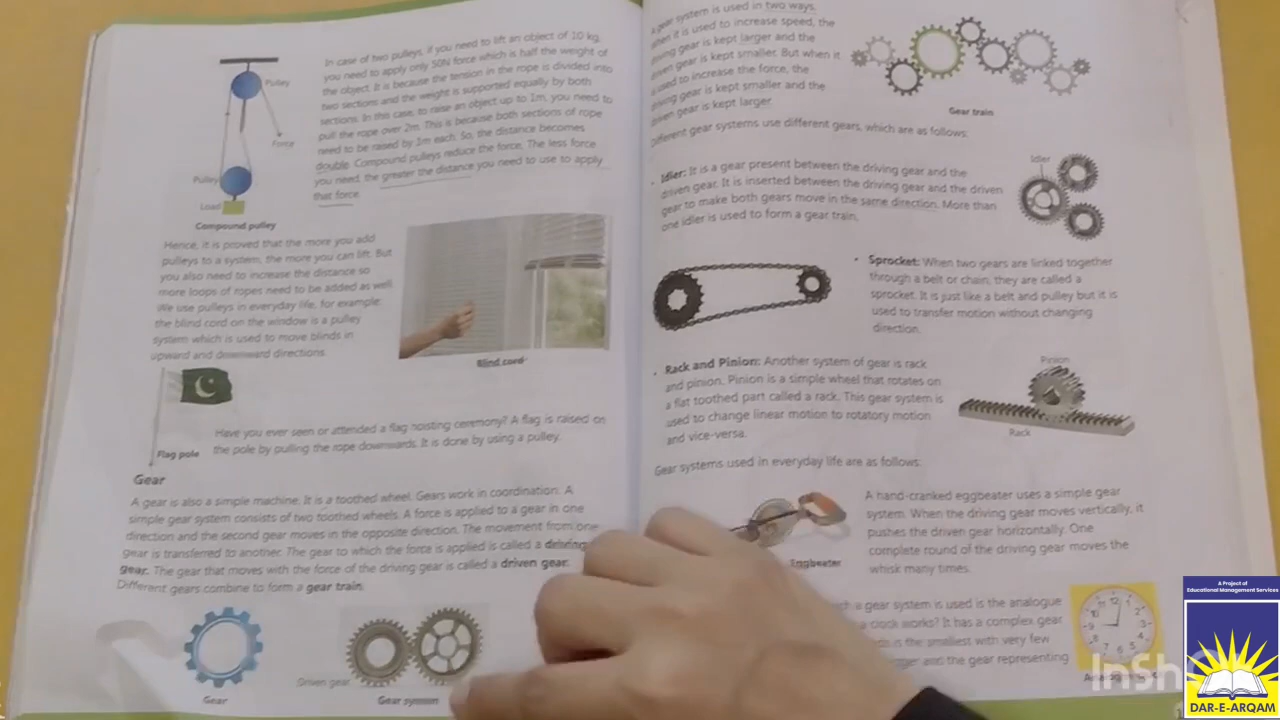 Pulley
Force
Pulley
Load
Compound pulley
In case of two pulleys, if you need to lift an object of 10 kg,
you need to apply only 50N force which is half the weight of
the object. It is because the tension in the rope is divided into
two sections and the weight is supported equally by both
sections. In this case, to raise an object up to 1m, you need to
pull the rope over 2m. This is because both sections of rope
need to be raised by 1m each. So, the distance becomes
double. Compound pulleys reduce the force. The less force
you need, the greater the distance you need to use to apply
that force.
Hence, it is proved that the more you add
pulleys to a system, the more you can lift. But
you also need to increase the distance so
more loops of ropes need to be added as well.
We use pulleys in everyday life, for example:
the blind cord on the window is a pulley
system which is used to move blinds in
upward and downward directions.
Blind cord
Flag pole
Have you ever seen or attended a flag hoisting ceremony? A flag is raised on
the pole by pulling the rope downwards. It is done by using a pulley.
Gear
A gear is also a simple machine. It is a toothed wheel. Gears work in coordination. A
simple gear system consists of two toothed wheels. A force is applied to a gear in one
direction and the second gear moves in the opposite direction. The movement from one
gear is transferred to another. The gear to which the force is applied is called a driving
gear. The gear that moves with the force of the driving gear is called a driven gear.
Different gears combine to form a gear train.
Gear
Driven gear
Gear system
gear system is used in two ways.
when it is used to increase speed, the
driving gear is kept larger and the
driven gear is kept smaller. But when it
is used to increase the force, the
driving gear is kept smaller and the
driven gear is kept larger.
Gear train
Different gear systems use different gears, which are as follows:
• Idler: It is a gear present between the driving gear and the
driven gear. It is inserted between the driving gear and the driven
gear to make both gears move in the same direction. More than
one idler is used to form a gear train.
Idler
• Sprocket: When two gears are linked together
through a belt or chain, they are called a
sprocket. It is just like a belt and pulley but it is
used to transfer motion without changing
direction.
• Rack and Pinion: Another system of gear is rack
and pinion. Pinion is a simple wheel that rotates on
a flat toothed part called a rack. This gear system is
used to change linear motion to rotatory motion
and vice-versa.
Pinion
Rack
Gear systems used in everyday life are as follows:
Eggbeater
A hand-cranked eggbeater uses a simple gear
system. When the driving gear moves vertically, it
pushes the driven gear horizontally. One
complete round of the driving gear moves the
whisk many times.
a gear system is used is the analogue
a clock works? It has a complex gear
is the smallest with very few
and the gear representing
InSh
A Project of
Educational Management Services
DAR-E-ARQAM